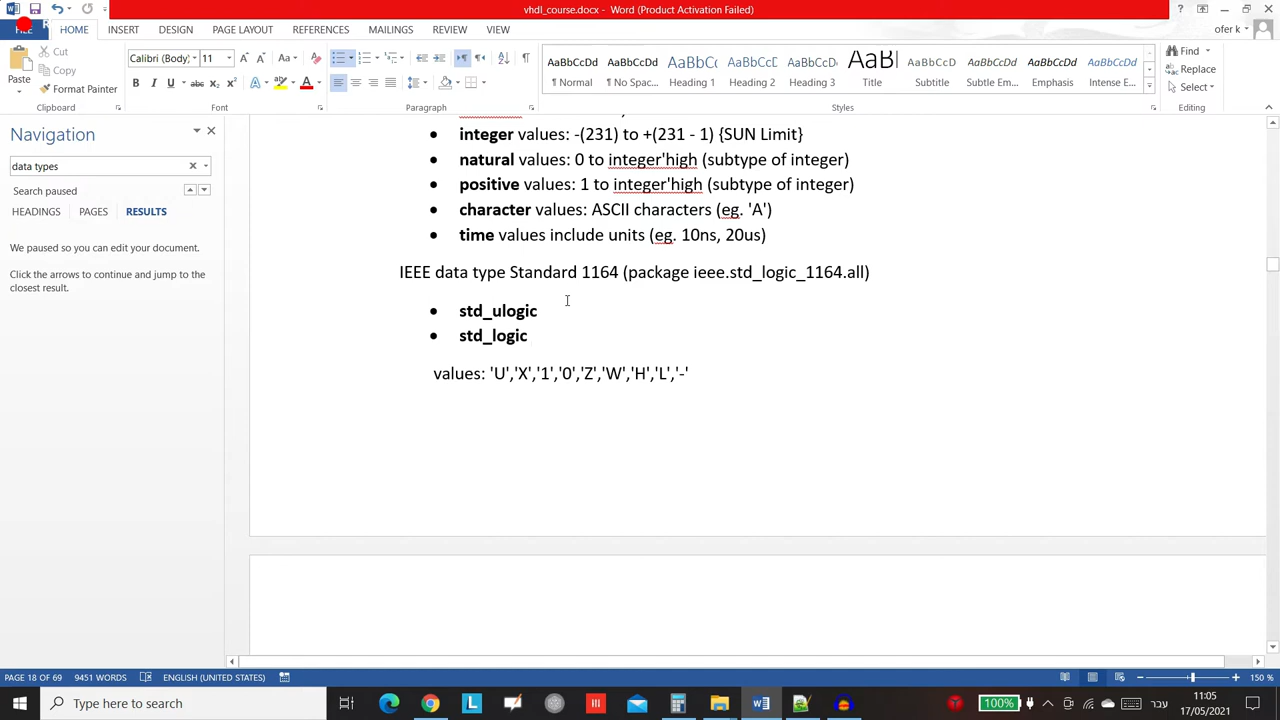 vhdl_course.docx - Word (Product Activation Failed)
FILE HOME INSERT DESIGN PAGE LAYOUT REFERENCES MAILINGS REVIEW VIEW ofer k
Paste Cut Copy Format Painter
Calibri (Body) 11
AaBbCcDd AaBbCcDd AaBbCc AaBbCcC AaBbCcD AaBl AaBbCcD AaBbCcDd AaBbCcDd AaBbCcDd
¶ Normal ¶ No Spac... Heading 1 Heading 2 Heading 3 Title Subtitle Subtle Em... Emphasis Intense E...
Find Replace Select
Clipboard Font Paragraph Styles Editing
Navigation
data types
Search paused
HEADINGS PAGES RESULTS
We paused so you can edit your document.
Click the arrows to continue and jump to the
closest result.
• integer values: -(231) to +(231 - 1) {SUN Limit}
• natural values: 0 to integer'high (subtype of integer)
• positive values: 1 to integer'high (subtype of integer)
• character values: ASCII characters (eg. 'A')
• time values include units (eg. 10ns, 20us)
IEEE data type Standard 1164 (package ieee.std_logic_1164.all)
• std_ulogic
• std_logic
values: 'U','X','1','0','Z','W','H','L','-'
PAGE 18 OF 69 9451 WORDS ENGLISH (UNITED STATES) 150 %
Type here to search 100% עבר 11:05
17/05/2021